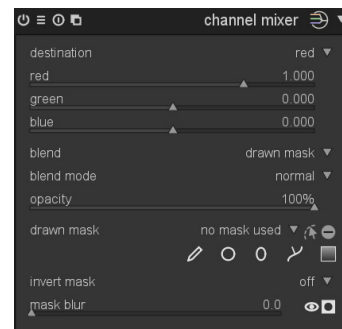 channel mixer
destination red
red 1.000
green 0.000
blue 0.000
blend drawn mask
blend mode normal
opacity 100%
drawn mask no mask used
invert mask off
mask blur 0.0